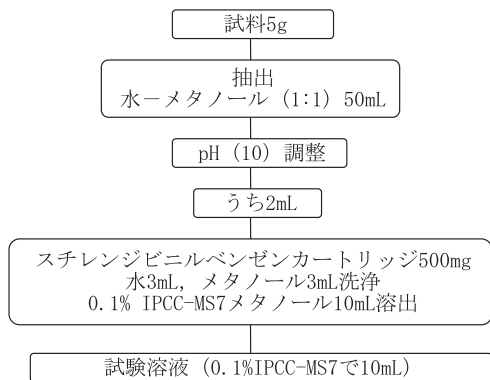 試料5g
抽出
水－メタノール（1:1）50mL
pH（10）調整
うち2mL
スチレンジビニルベンゼンカートリッジ500mg
水3mL，メタノール3mL洗浄
0.1% IPCC-MS7メタノール10mL溶出
試験溶液（0.1%IPCC-MS7で10mL）